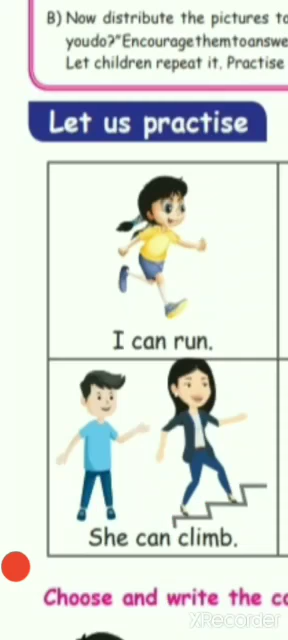 B) Now distribute the pictures to
youdo?"Encouragethemtoanswe
Let children repeat it. Practise
Let us practise
I can run.
She can climb.
Choose and write the co
XRecorder